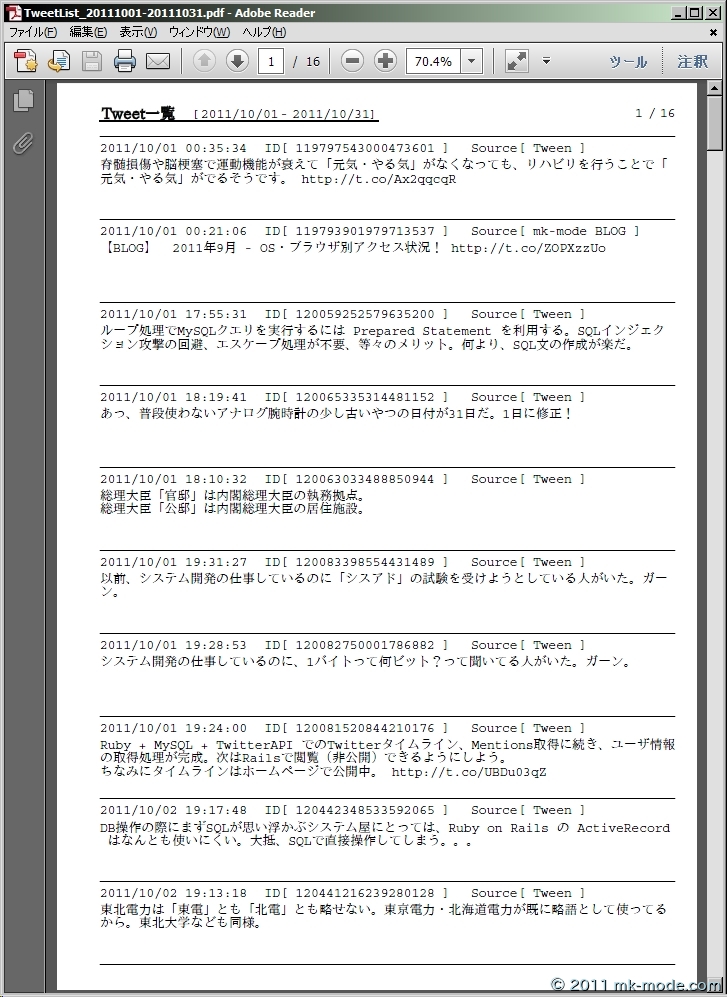 TweetList_20111001-20111031.pdf - Adobe Reader
ファイル(F) 編集(E) 表示(V) ウィンドウ(W) ヘルプ(H)
1 / 16 70.4% ツール 注釈
Tweet一覧 [2011/10/01 - 2011/10/31] 1 / 16
2011/10/01 00:35:34 ID[ 119797543000473601 ] Source[ Tween ]
脊髄損傷や脳梗塞で運動機能が衰えて「元気・やる気」がなくなっても、リハビリを行うことで「
元気・やる気」がでるそうです。 http://t.co/Ax2qqcqR
2011/10/01 00:21:06 ID[ 119793901979713537 ] Source[ mk-mode BLOG ]
【BLOG】 2011年9月 - OS・ブラウザ別アクセス状況！ http://t.co/ZOPXzzUo
2011/10/01 17:55:31 ID[ 120059252579635200 ] Source[ Tween ]
ループ処理でMySQLクエリを実行するには Prepared Statement を利用する。SQLインジェク
ション攻撃の回避、エスケープ処理が不要、等々のメリット。何より、SQL文の作成が楽だ。
2011/10/01 18:19:41 ID[ 120065335314481152 ] Source[ Tween ]
あっ、普段使わないアナログ腕時計の少し古いやつの日付が31日だ。1日に修正！
2011/10/01 18:10:32 ID[ 120063033488850944 ] Source[ Tween ]
総理大臣「官邸」は内閣総理大臣の執務拠点。
総理大臣「公邸」は内閣総理大臣の居住施設。
2011/10/01 19:31:27 ID[ 120083398554431489 ] Source[ Tween ]
以前、システム開発の仕事しているのに「シスアド」の試験を受けようとしている人がいた。ガー
ン。
2011/10/01 19:28:53 ID[ 120082750001786882 ] Source[ Tween ]
システム開発の仕事しているのに、1バイトって何ビット？って聞いてる人がいた。ガーン。
2011/10/01 19:24:00 ID[ 120081520844210176 ] Source[ Tween ]
Ruby + MySQL + TwitterAPI でのTwitterタイムライン、Mentions取得に続き、ユーザ情報
の取得処理が完成。次はRailsで閲覧（非公開）できるようにしよう。
ちなみにタイムラインはホームページで公開中。 http://t.co/UBDu03qZ
2011/10/02 19:17:48 ID[ 120442348533592065 ] Source[ Tween ]
DB操作の際にまずSQLが思い浮かぶシステム屋にとっては、Ruby on Rails の ActiveRecord
はなんとも使いにくい。大抵、SQLで直接操作してしまう。。。
2011/10/02 19:13:18 ID[ 120441216239280128 ] Source[ Tween ]
東北電力は「東電」とも「北電」とも略せない。東京電力・北海道電力が既に略語として使ってる
から。東北大学なども同様。
© 2011 mk-mode.com